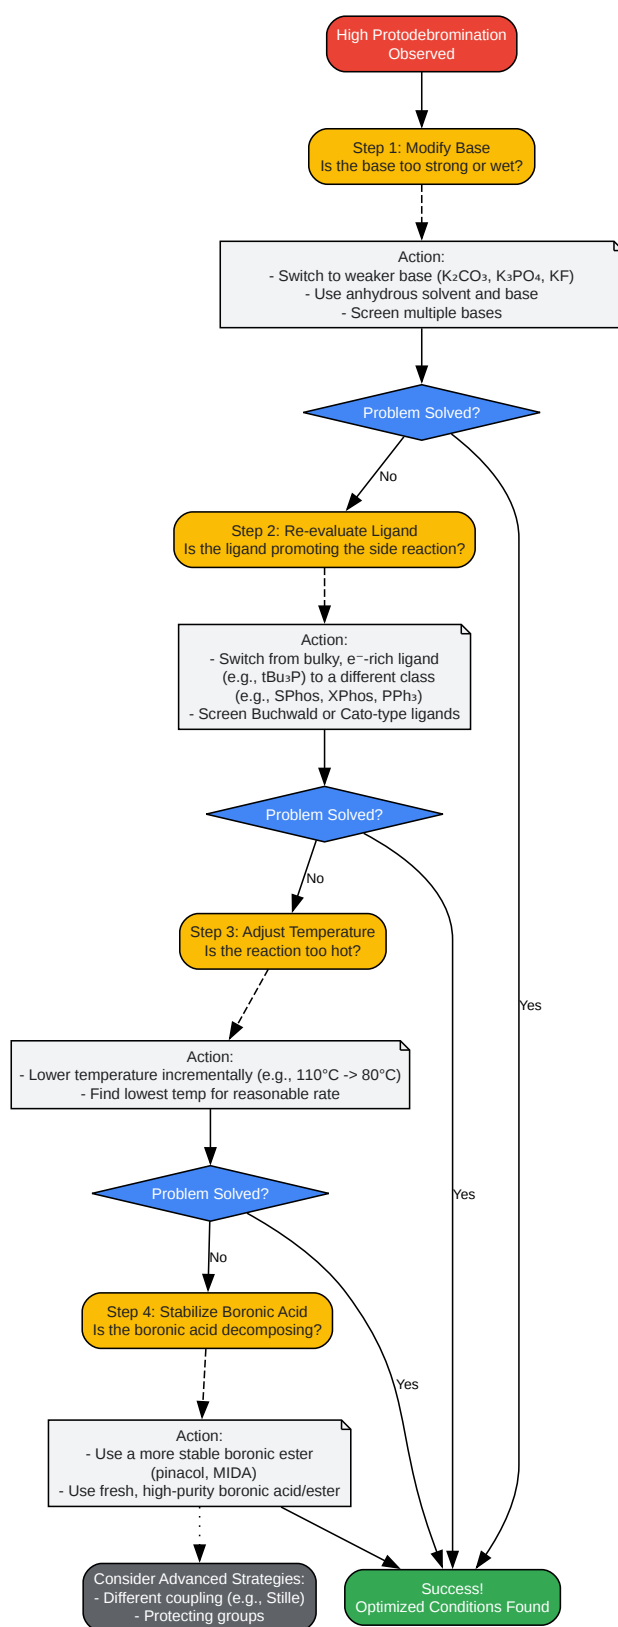 High Protodebromination
Observed
Step 1: Modify Base
Is the base too strong or wet?
Action:
- Switch to weaker base (K₂CO₃, K₃PO₄, KF)
- Use anhydrous solvent and base
- Screen multiple bases
Problem Solved?
No
Step 2: Re-evaluate Ligand
Is the ligand promoting the side reaction?
Action:
- Switch from bulky, e⁻-rich ligand
(e.g., tBu₃P) to a different class
(e.g., SPhos, XPhos, PPh₃)
- Screen Buchwald or Cato-type ligands
Problem Solved?
No
Step 3: Adjust Temperature
Is the reaction too hot?
Yes
Action:
- Lower temperature incrementally (e.g., 110°C -> 80°C)
- Find lowest temp for reasonable rate
Problem Solved?
Yes
No
Step 4: Stabilize Boronic Acid
Is the boronic acid decomposing?
Yes
Action:
- Use a more stable boronic ester
(pinacol, MIDA)
- Use fresh, high-purity boronic acid/ester
Consider Advanced Strategies:
- Different coupling (e.g., Stille)
- Protecting groups
Success!
Optimized Conditions Found